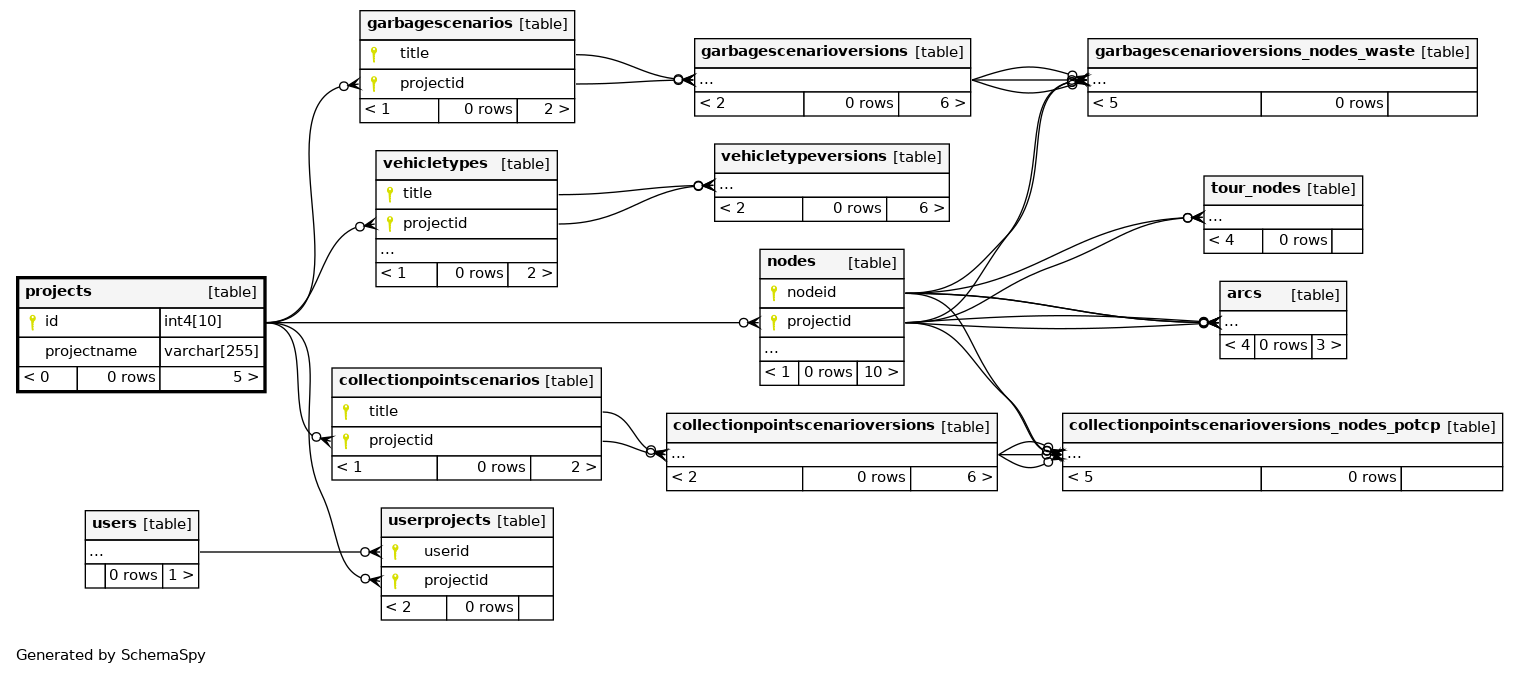 garbagescenarios [table]
title
projectid
< 1 0 rows 2 >
garbagescenarioversions [table]
...
< 2 0 rows 6 >
garbagescenarioversions_nodes_waste [table]
...
< 5 0 rows
vehicletypes [table]
title
projectid
...
< 1 0 rows 2 >
vehicletypeversions [table]
...
< 2 0 rows 6 >
tour_nodes [table]
...
< 4 0 rows
nodes [table]
nodeid
projectid
...
< 1 0 rows 10 >
arcs [table]
...
< 4 0 rows 3 >
projects [table]
id int4[10]
projectname varchar[255]
< 0 0 rows 5 >
collectionpointscenarios [table]
title
projectid
< 1 0 rows 2 >
collectionpointscenarioversions [table]
...
< 2 0 rows 6 >
collectionpointscenarioversions_nodes_potcp [table]
...
< 5 0 rows
users [table]
...
0 rows 1 >
userprojects [table]
userid
projectid
< 2 0 rows
Generated by SchemaSpy